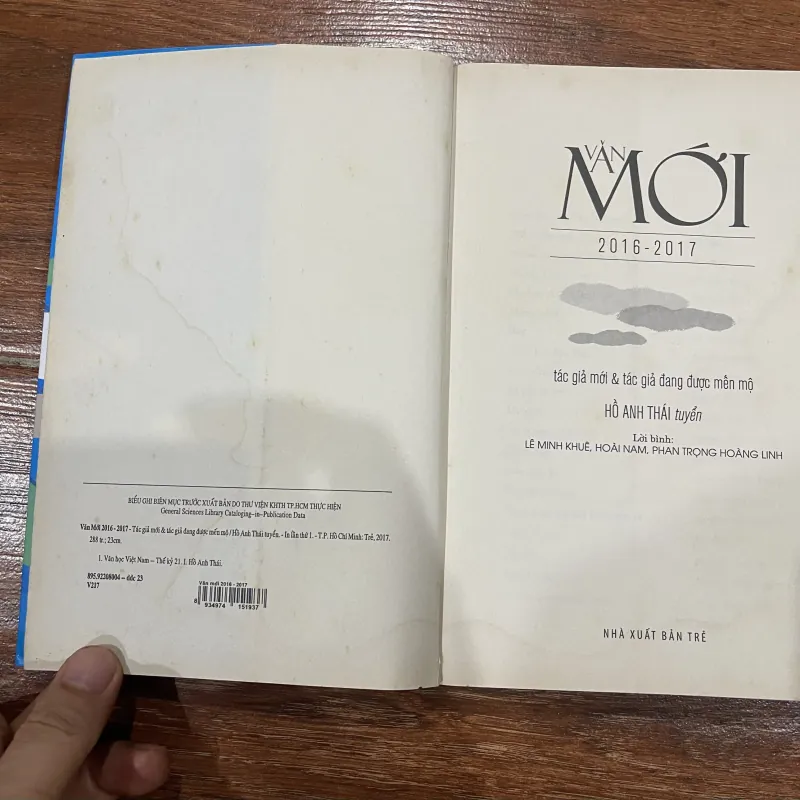 BIỂU GHI BIÊN MỤC TRƯỚC XUẤT BẢN DO THƯ VIỆN KHTH TP.HCM THỰC HIỆN
General Sciences Library Cataloging-in-Publication Data
Văn Mới 2016 - 2017 - Tác giả mới & tác giả đang được mến mộ / Hồ Anh Thái tuyển. - In lần thứ 1. - T.P. Hồ Chí Minh: Trẻ, 2017.
288 tr.; 23cm.
1. Văn học Việt Nam -- Thế kỷ 21. I. Hồ Anh Thái.
895.92208004 -- ddc 23
V217
Văn mới 2016 - 2017
8 934974 151937
VĂN
MỚI
2016-2017
tác giả mới & tác giả đang được mến mộ
HỒ ANH THÁI tuyển
Lời bình:
LÊ MINH KHUÊ, HOÀI NAM, PHAN TRỌNG HOÀNG LINH
NHÀ XUẤT BẢN TRẺ